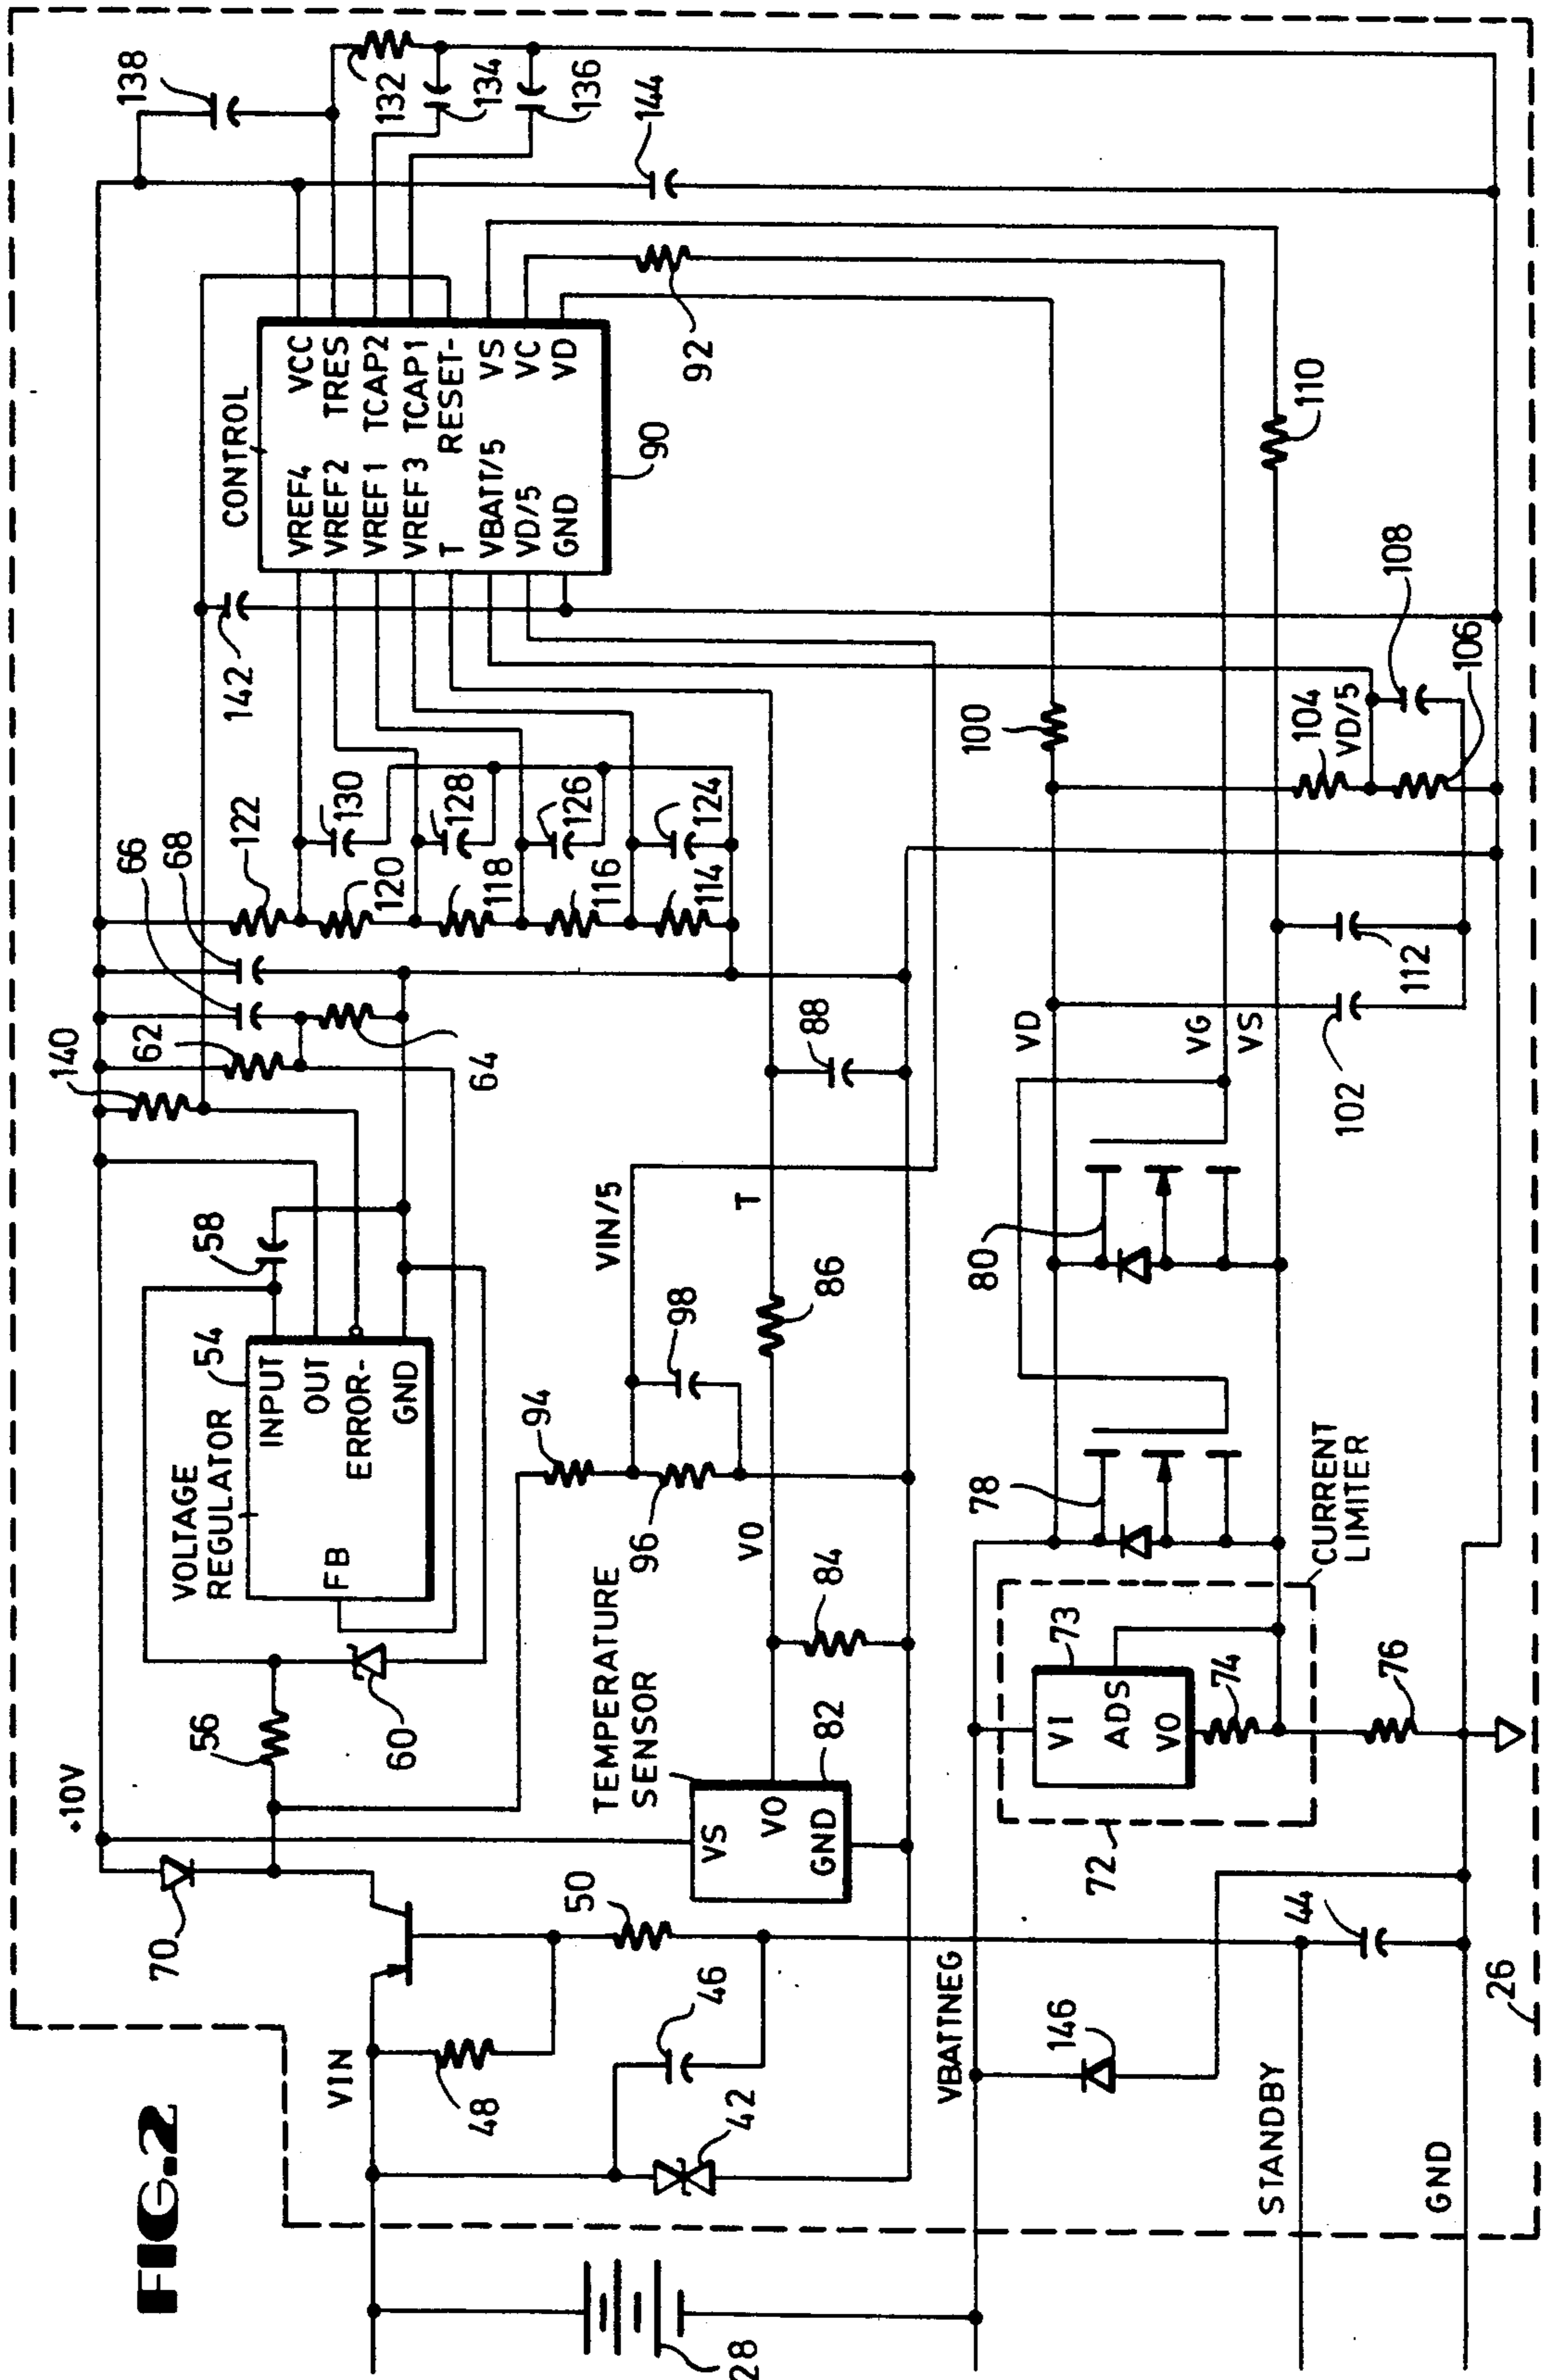 FIG.2
138
132
134
136
144
CONTROL
VREF4
VREF2
VREF1
VREF3
T
VBATT/5
VD/5
GND
VCC
TRES
TCAP2
TCAP1
RESET-
VS
VC
VD
90
92
142
110
100
104
VD/5
108
106
122
130
120
128
118
126
116
124
114
66
68
140
62
64
88
VD
VG
VS
112
102
58
VOLTAGE
REGULATOR
54
INPUT
OUT
ERROR-
GND
FB
VIN/5
T
80
98
86
94
96
VO
78
CURRENT
LIMITER
56
60
+10V
TEMPERATURE
SENSOR
84
82
VS
VO
GND
73
VI
ADS
VO
74
76
72
70
50
44
VIN
48
46
42
VBATTNEG
146
STANDBY
GND
26
28